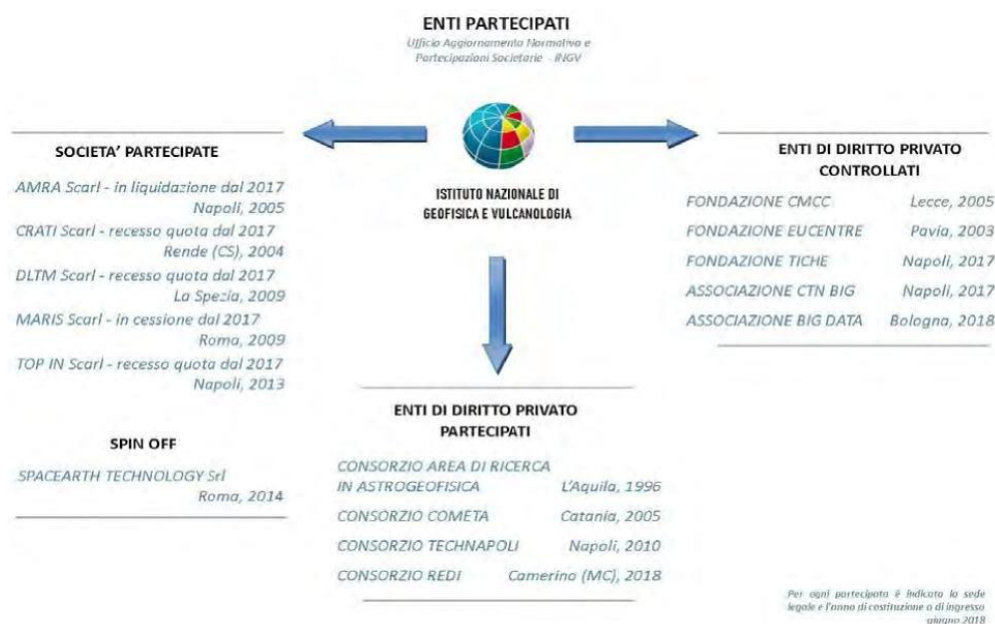 ENTI PARTECIPATI
Ufficio Aggiornamento Normativo e
Partecipazioni Societarie - INGV
ISTITUTO NAZIONALE DI
GEOFISICA E VULCANOLOGIA
SOCIETA' PARTECIPATE
AMRA Scarl - in liquidazione dal 2017
Napoli, 2005
CRATI Scarl - recesso quota dal 2017
Rende (CS), 2004
DLTM Scarl - recesso quota dal 2017
La Spezia, 2009
MARIS Scarl - in cessione dal 2017
Roma, 2009
TOP IN Scarl - recesso quota dal 2017
Napoli, 2013
SPIN OFF
SPACEARTH TECHNOLOGY Srl
Roma, 2014
ENTI DI DIRITTO PRIVATO
PARTECIPATI
CONSORZIO AREA DI RICERCA
IN ASTROGEOFISICA L'Aquila, 1996
CONSORZIO COMETA Catania, 2005
CONSORZIO TECHNAPOLI Napoli, 2010
CONSORZIO REDI Camerino (MC), 2018
ENTI DI DIRITTO PRIVATO
CONTROLLATI
FONDAZIONE CMCC Lecce, 2005
FONDAZIONE EUCENTRE Pavia, 2003
FONDAZIONE TICHE Napoli, 2017
ASSOCIAZIONE CTN BIG Napoli, 2017
ASSOCIAZIONE BIG DATA Bologna, 2018
Per ogni partecipata è indicata la sede
legale e l'anno di costituzione o di ingresso
giugno 2018